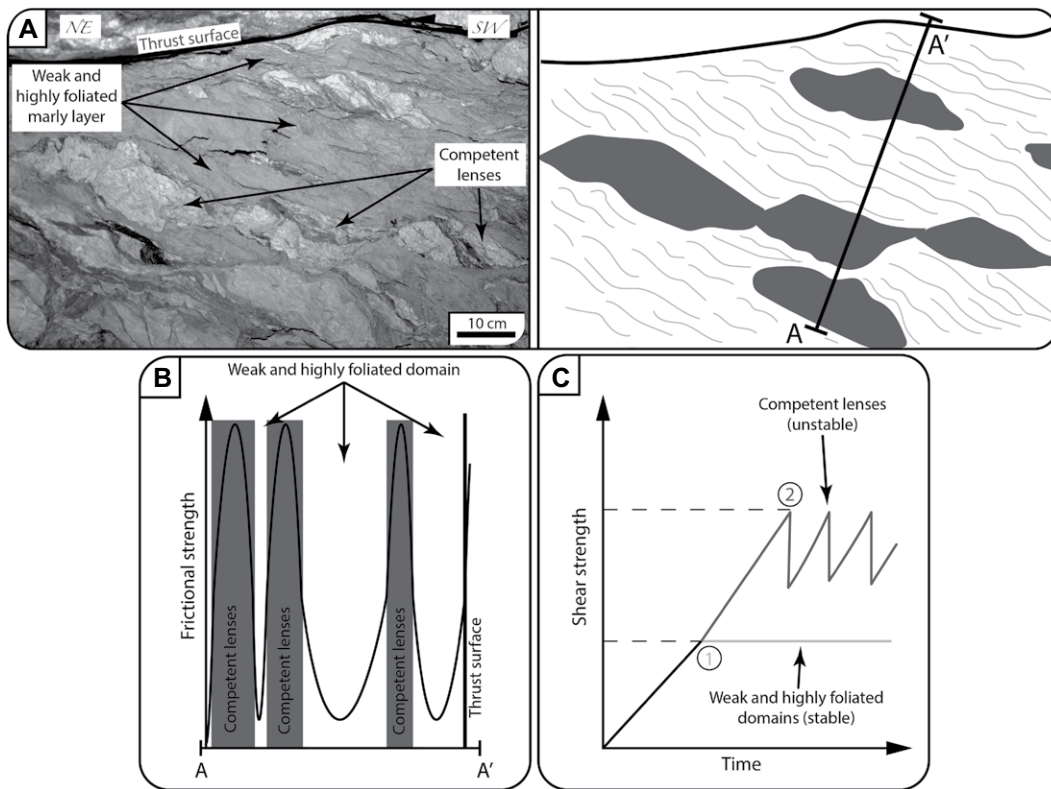 A
NE
SW
Thrust surface
Weak and
highly foliated
marly layer
Competent
lenses
10 cm
A'
A
B
Weak and highly foliated domain
Frictional strength
Competent lenses
Competent lenses
Competent lenses
Thrust surface
A
A'
C
Competent lenses
(unstable)
2
Shear strength
1
Weak and highly foliated
domains (stable)
Time